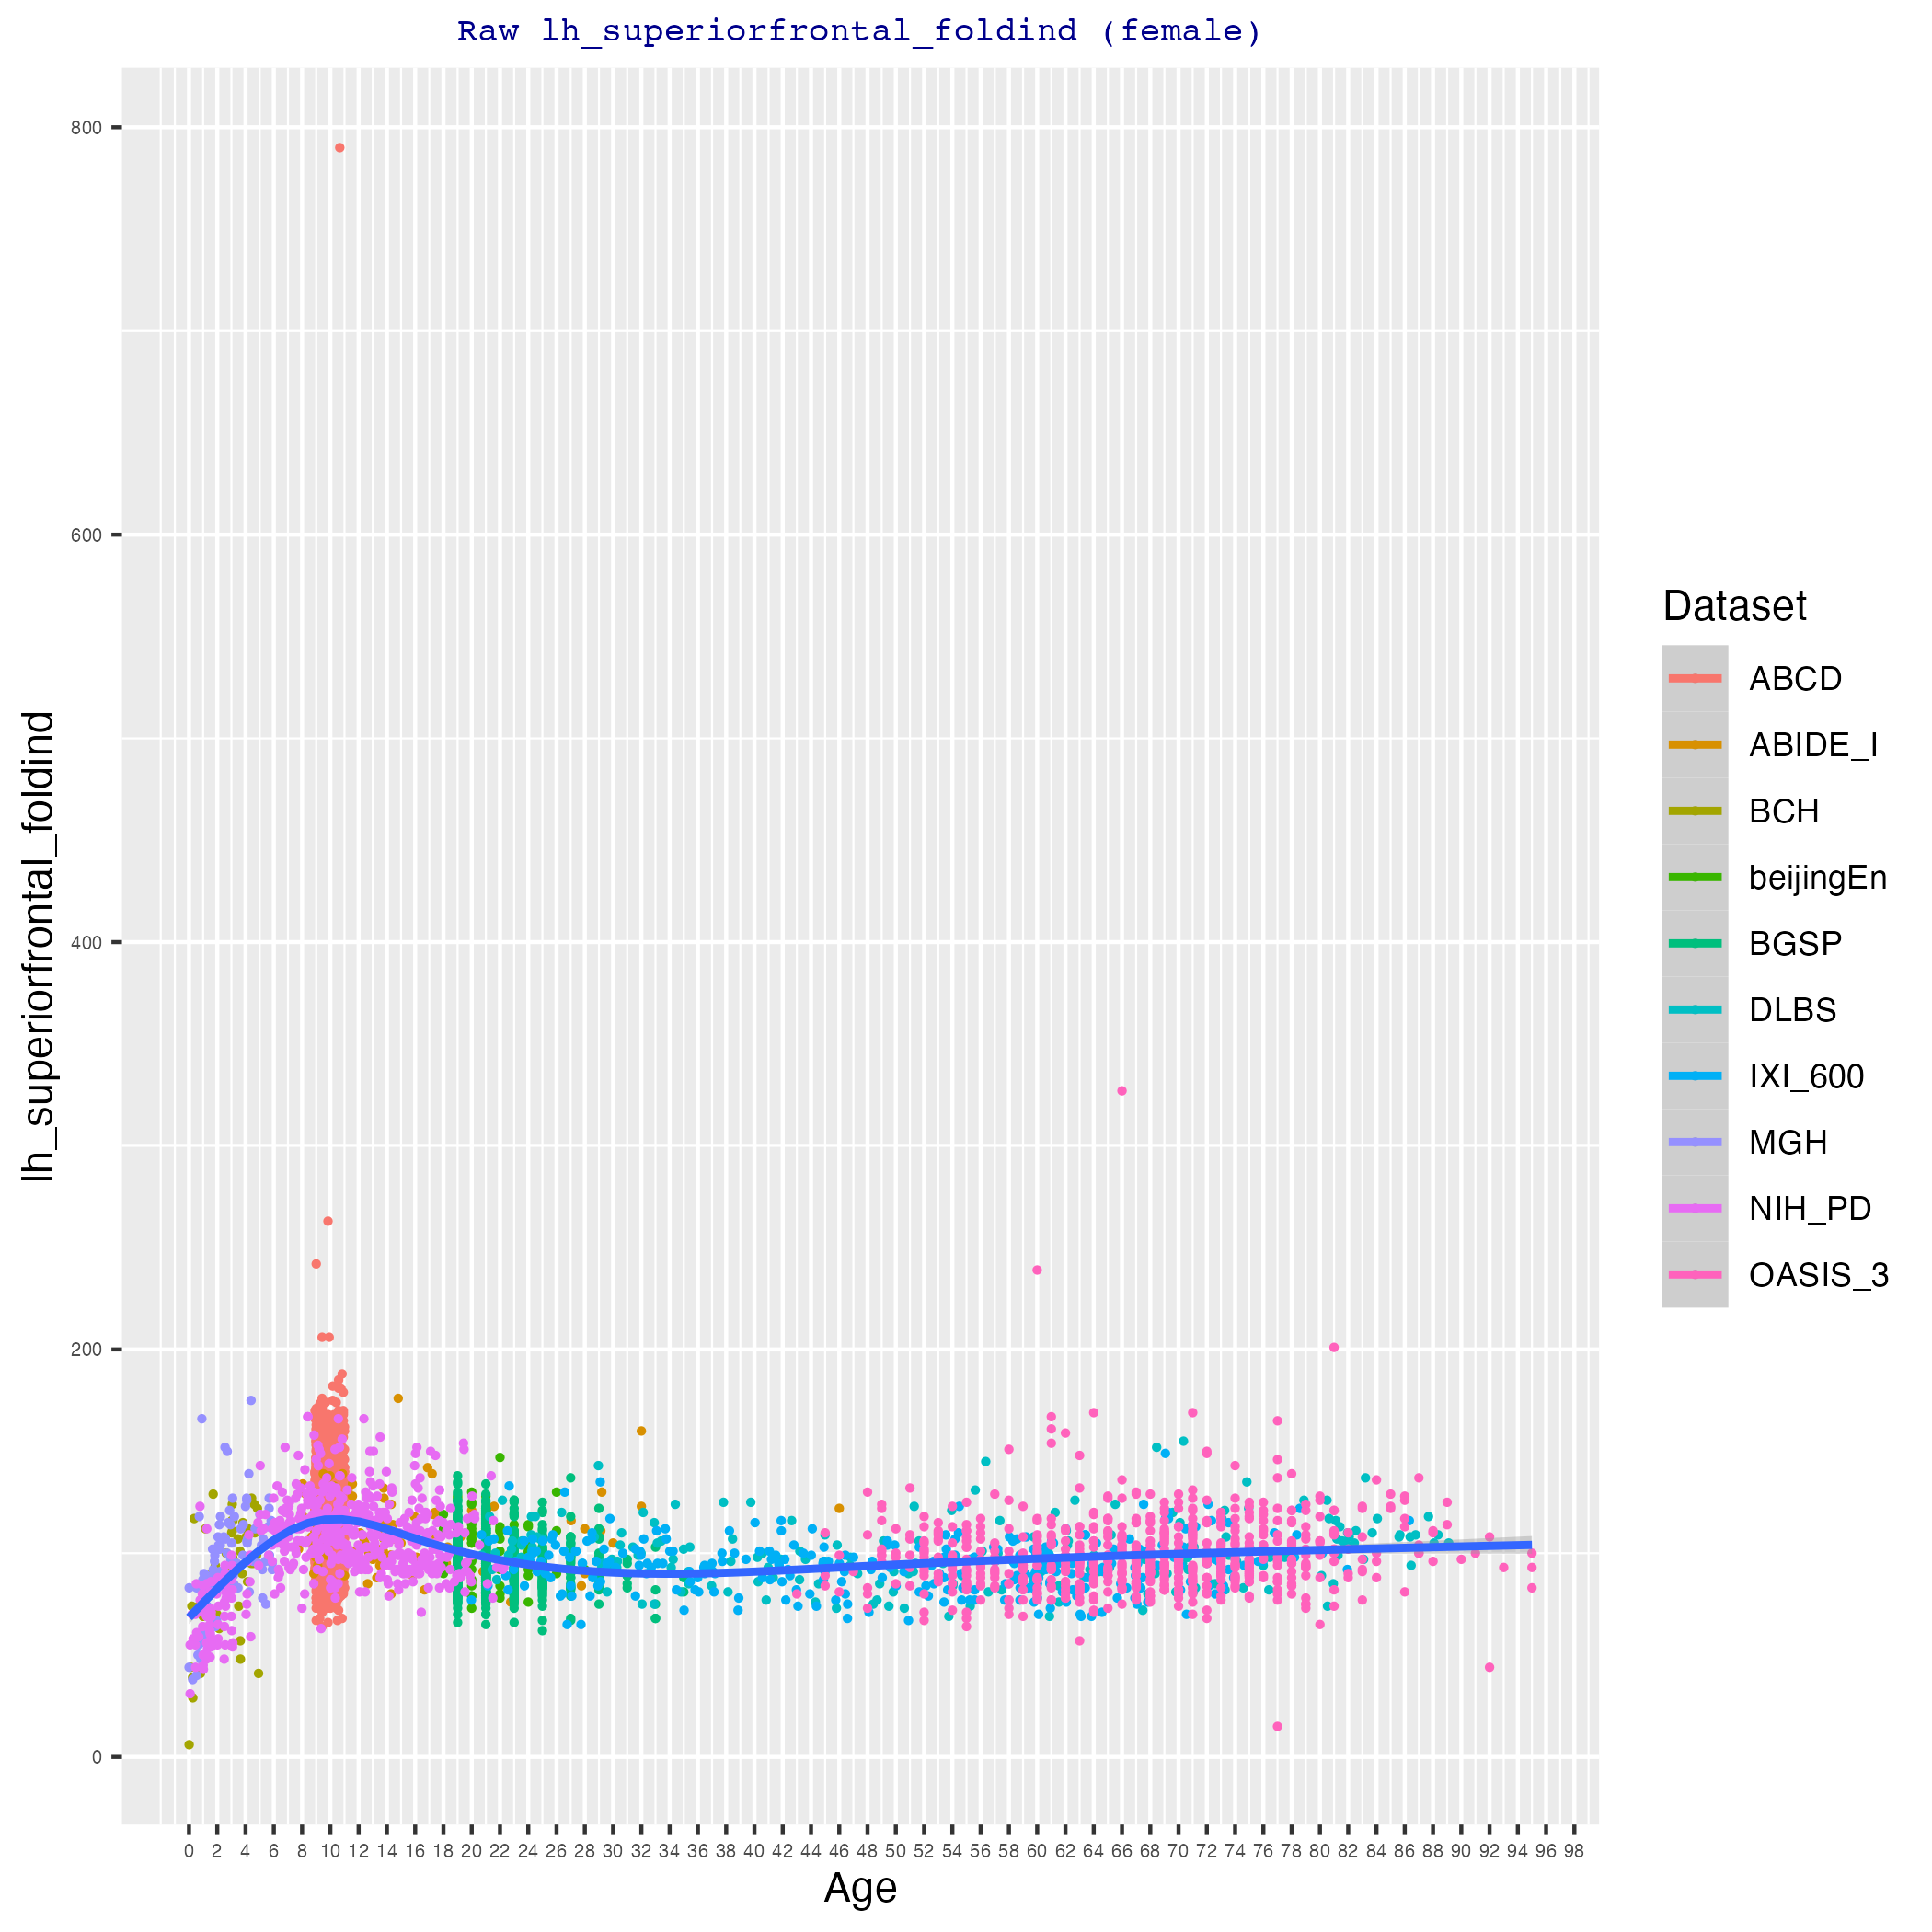 Raw lh_superiorfrontal_foldind (female)
lh_superiorfrontal_foldind
800
600
400
200
0
0 2 4 6 8 10 12 14 16 18 20 22 24 26 28 30 32 34 36 38 40 42 44 46 48 50 52 54 56 58 60 62 64 66 68 70 72 74 76 78 80 82 84 86 88 90 92 94 96 98
Age
Dataset
ABCD
ABIDE_I
BCH
beijingEn
BGSP
DLBS
IXI_600
MGH
NIH_PD
OASIS_3